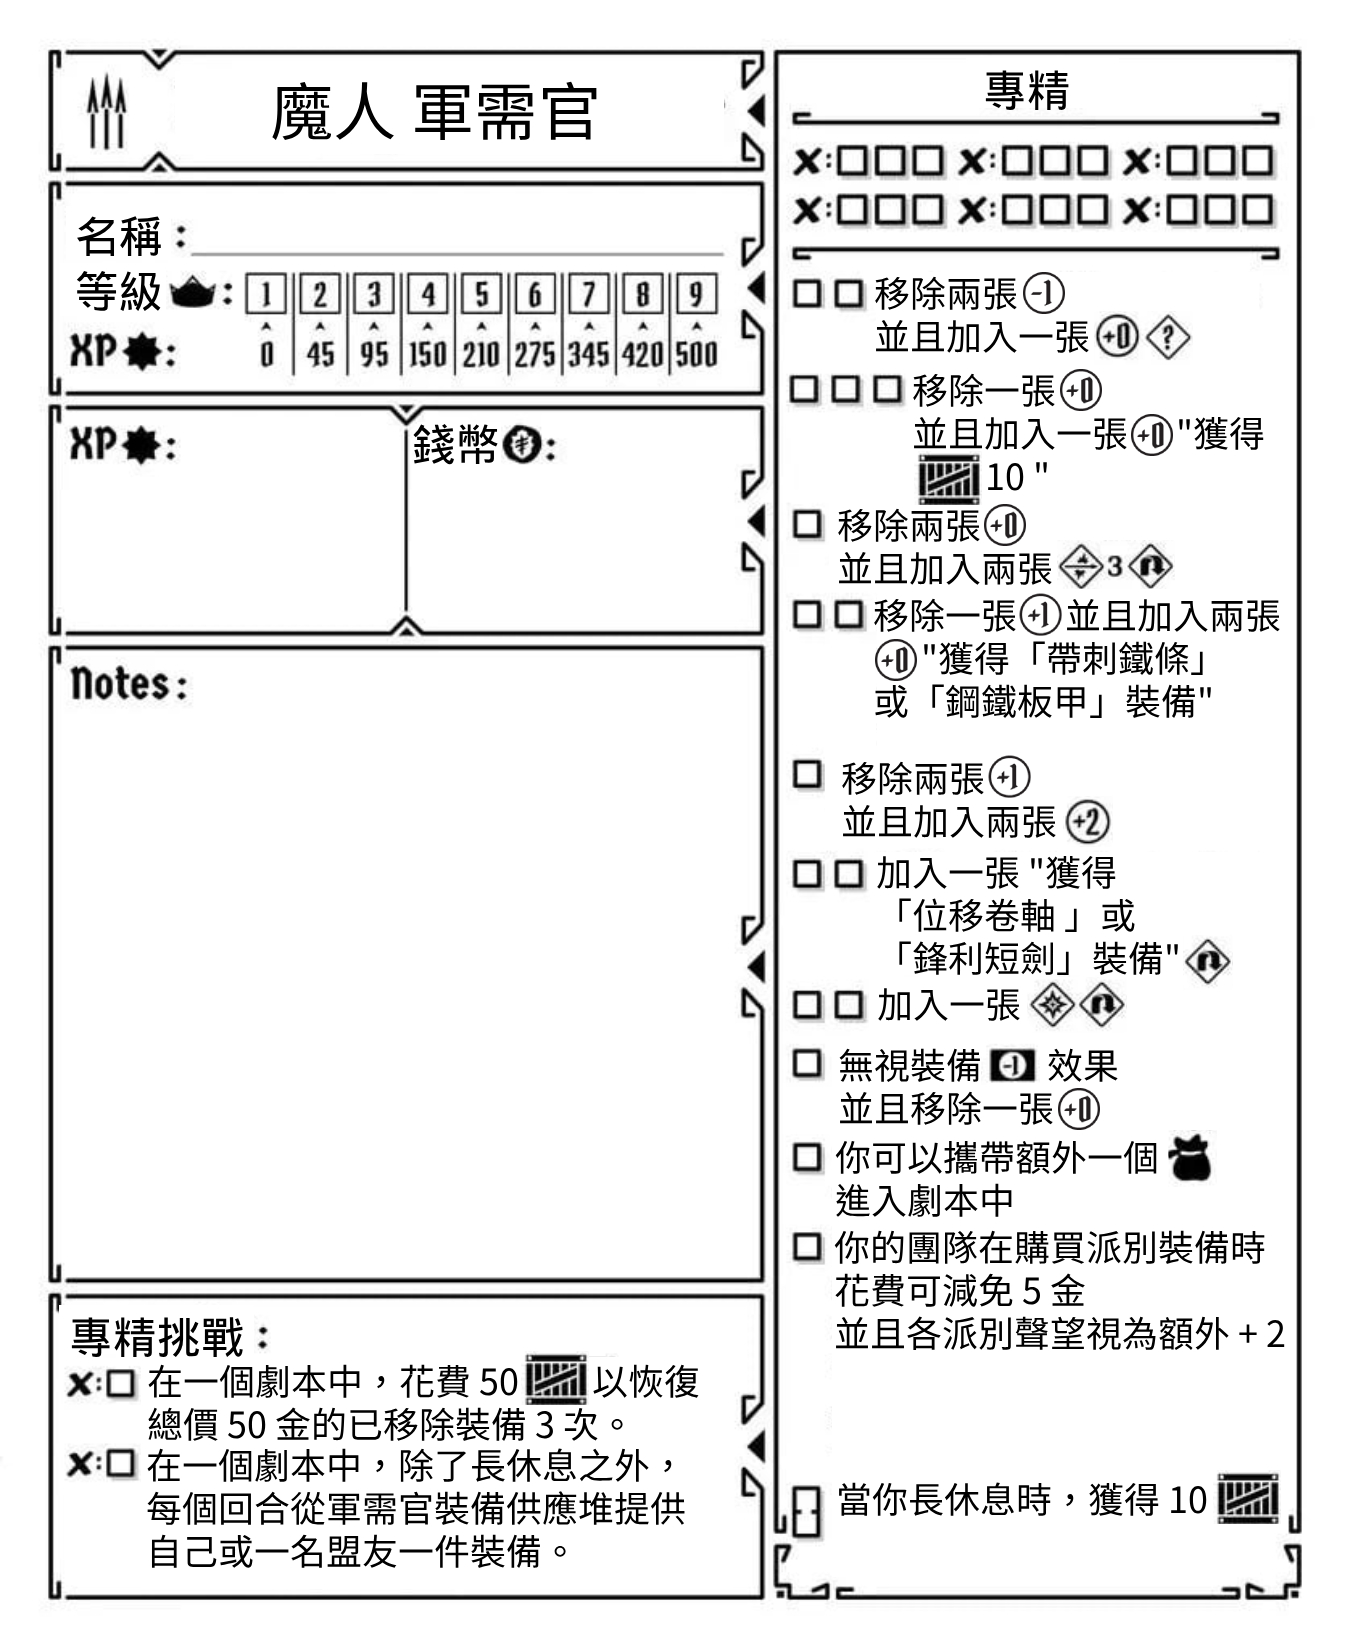 魔人 軍需官
名稱：
等級：1 2 3 4 5 6 7 8 9
XP： 0 45 95 150 210 275 345 420 500
XP：
錢幣：
Notes:
專精挑戰：
x:在一個劇本中，花費 50 以恢復
總價 50 金的已移除裝備 3 次。
x:在一個劇本中，除了長休息之外，
每個回合從軍需官裝備供應堆提供
自己或一名盟友一件裝備。
專精
x: x: x:
x: x: x:
移除兩張 -1
並且加入一張 +0 ?
移除一張 +0
並且加入一張 +0 "獲得
10 "
移除兩張 +0
並且加入兩張 3
移除一張 +1 並且加入兩張
+0 "獲得「帶刺鐵條」
或「鋼鐵板甲」裝備"
移除兩張 +1
並且加入兩張 +2
加入一張 "獲得
「位移卷軸 」或
「鋒利短劍」裝備"
加入一張
無視裝備 -1 效果
並且移除一張 +0
你可以攜帶額外一個
進入劇本中
你的團隊在購買派別裝備時
花費可減免 5 金
並且各派別聲望視為額外 + 2
當你長休息時，獲得 10